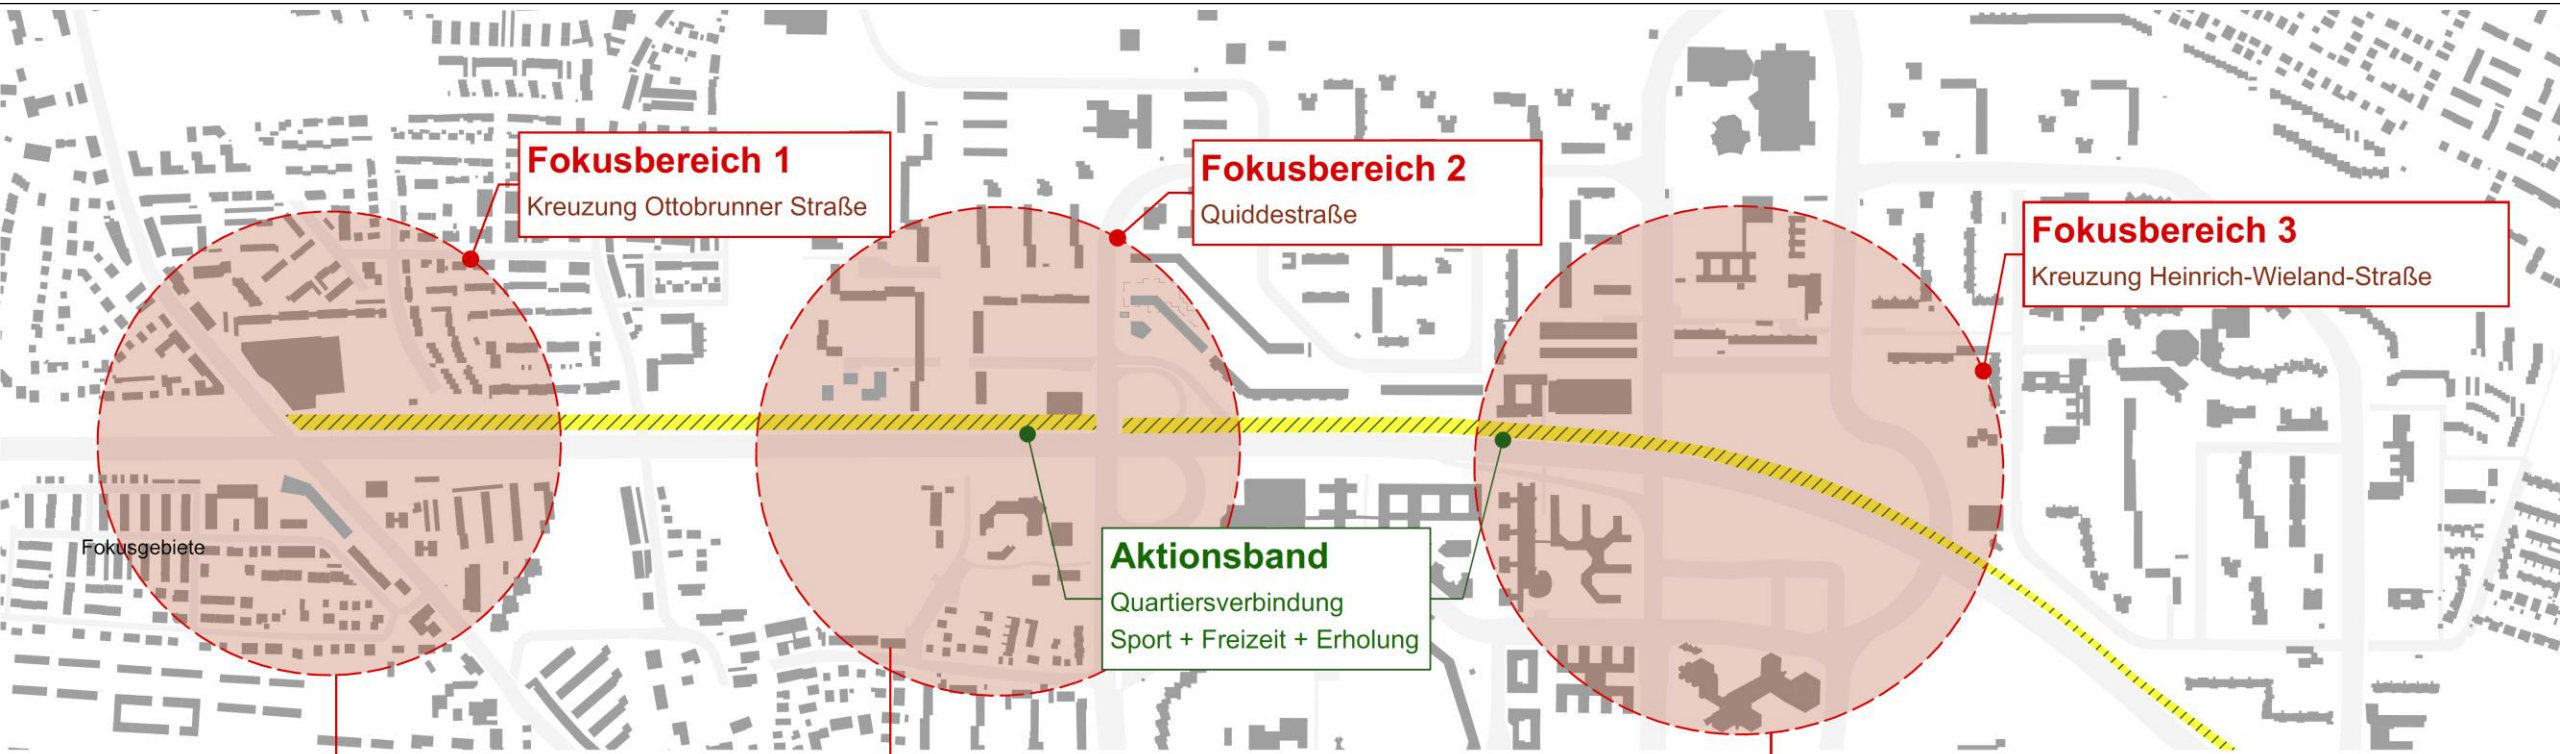 Fokusbereich 1
Kreuzung Ottobrunner Straße
Fokusbereich 2
Quiddestraße
Fokusbereich 3
Kreuzung Heinrich-Wieland-Straße
Fokusgebiete
Aktionsband
Quartiersverbindung
Sport + Freizeit + Erholung